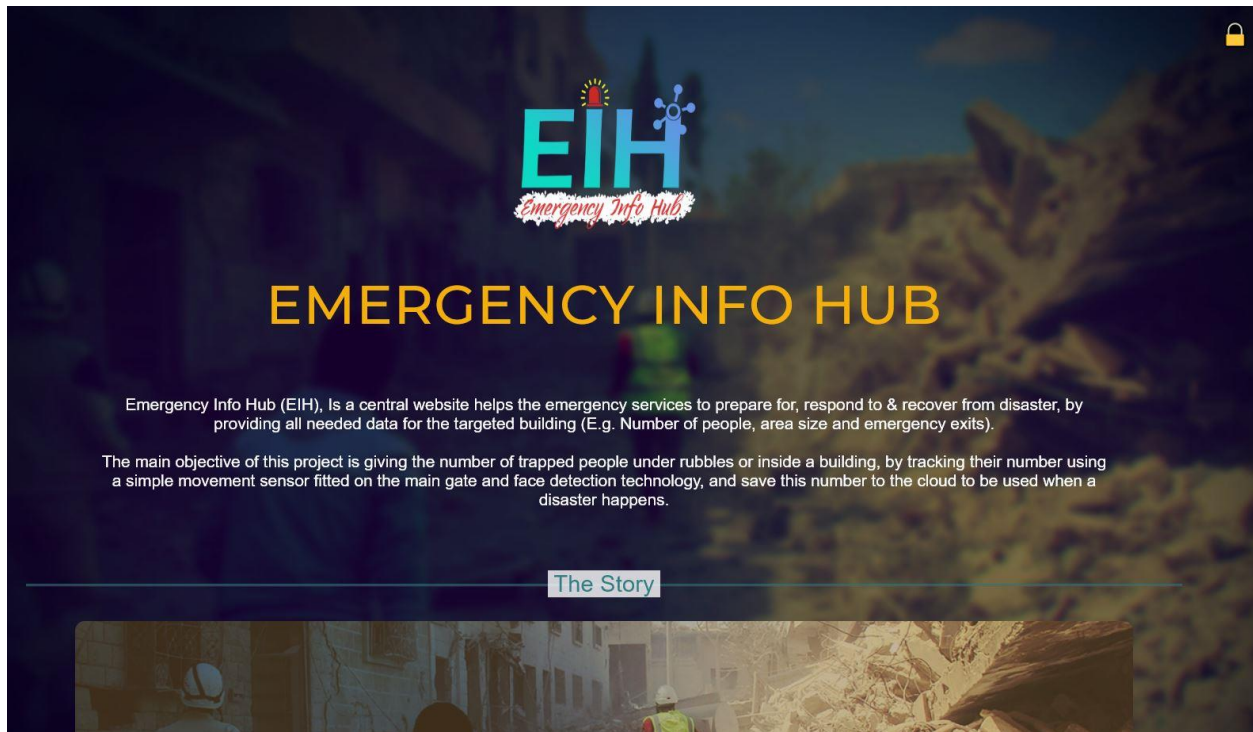 EIH
Emergency Info Hub
EMERGENCY INFO HUB
Emergency Info Hub (EIH), Is a central website helps the emergency services to prepare for, respond to & recover from disaster, by
providing all needed data for the targeted building (E.g. Number of people, area size and emergency exits).
The main objective of this project is giving the number of trapped people under rubbles or inside a building, by tracking their number using
a simple movement sensor fitted on the main gate and face detection technology, and save this number to the cloud to be used when a
disaster happens.
The Story